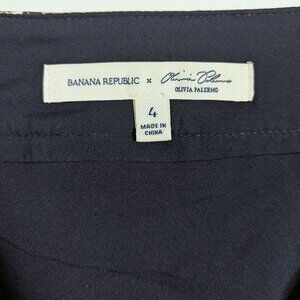 BANANA REPUBLIC x Olivia Palermo
OLIVIA PALERMO
4
MADE IN
CHINA